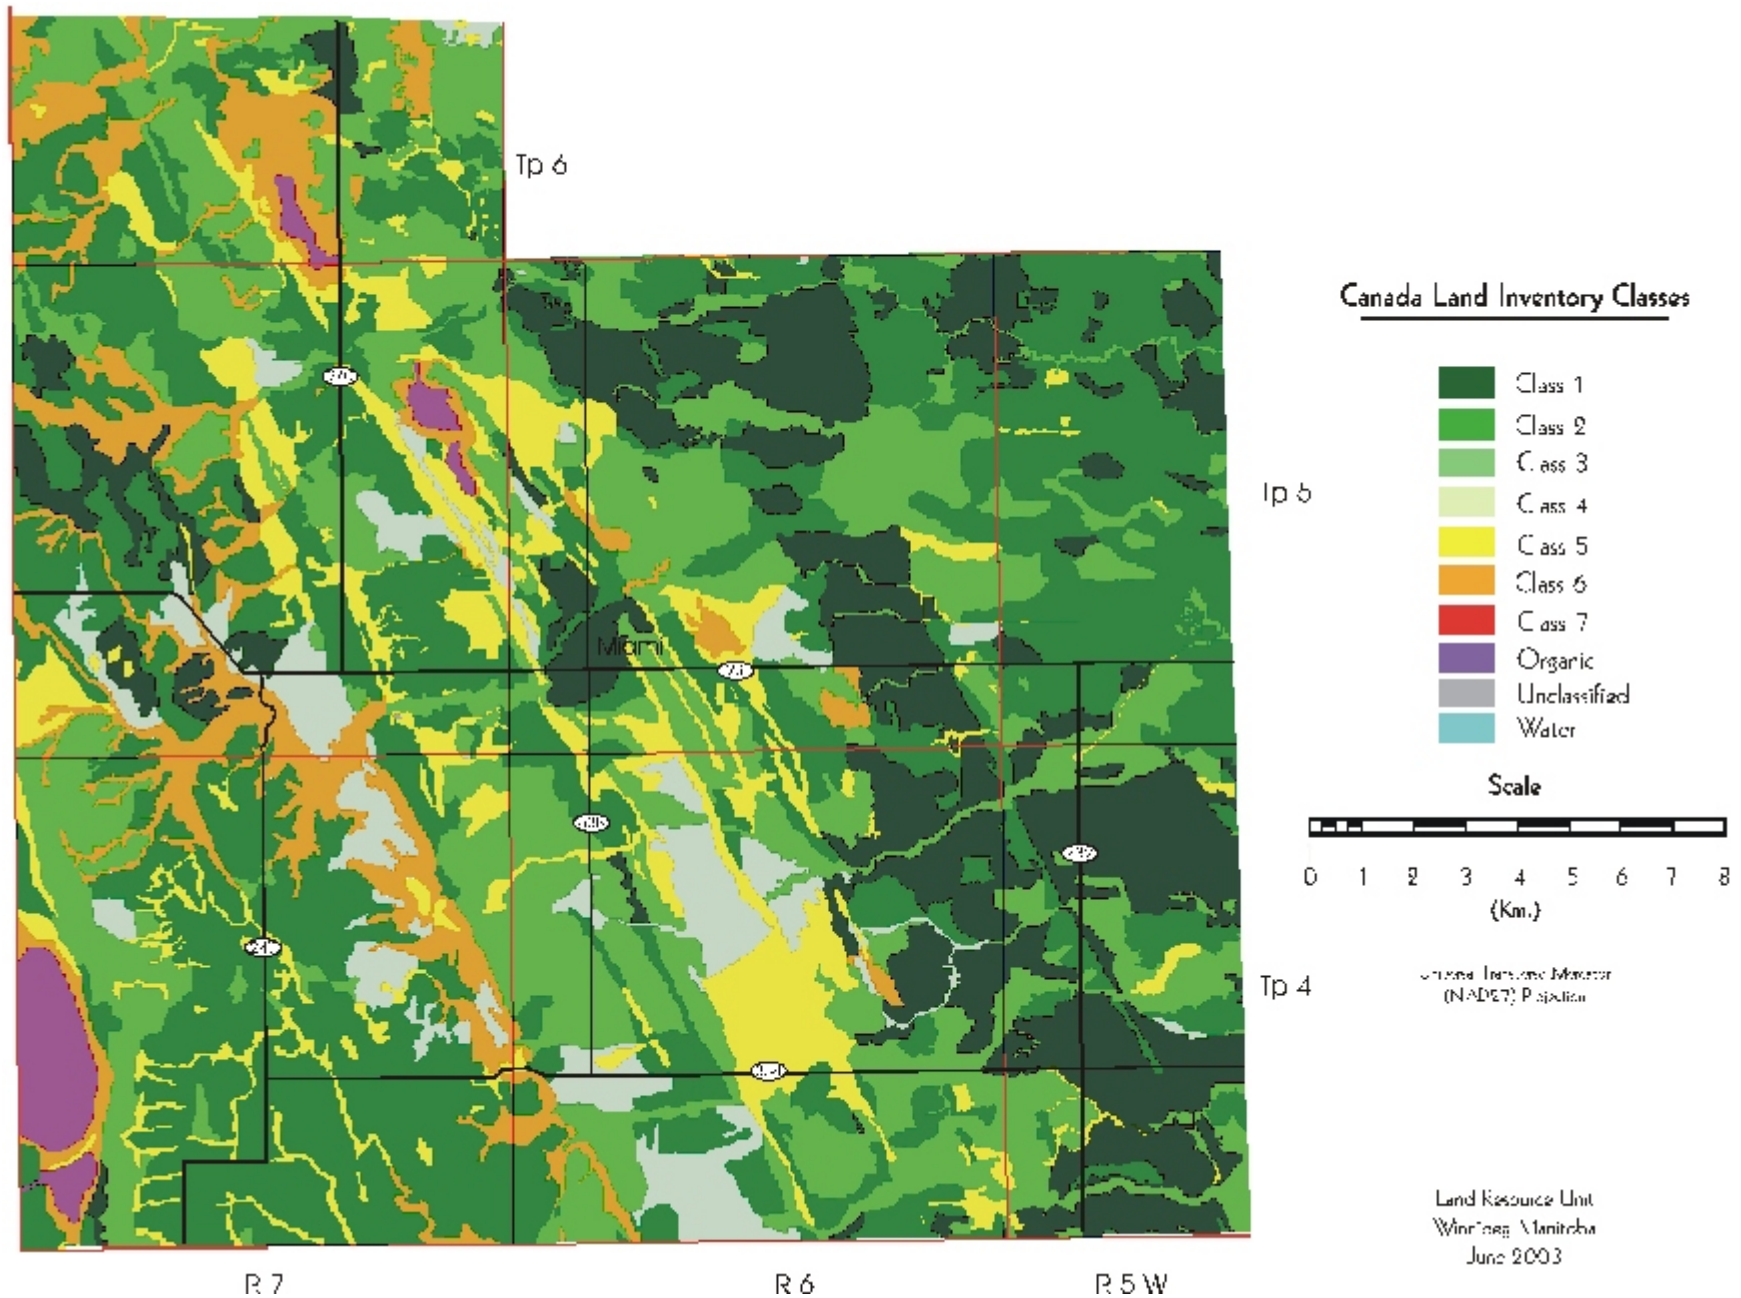 Tp 6
Canada Land Inventory Classes
Class 1
Class 2
Class 3
Class 4
Class 5
Class 6
Class 7
Organic
Unclassified
Water
Tp 5
Miami
Scale
0 1 2 3 4 5 6 7 8
(Km.)
Tp 4
(NAD27) Projection
Land Resource Unit
Winnipeg, Manitoba
June 2003
R 7
R 6
R 5 W